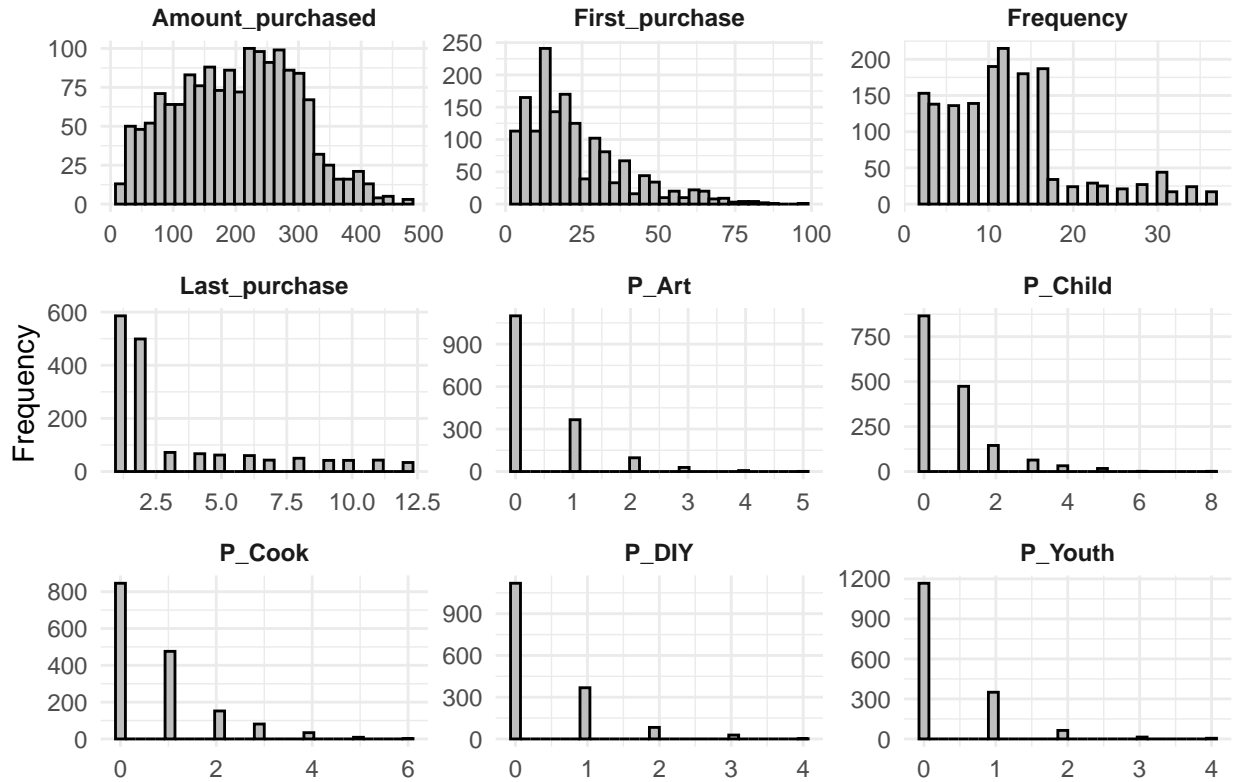 Amount_purchased
First_purchase
Frequency
100
75
50
25
0
0 100 200 300 400 500
250
200
150
100
50
0
0 25 50 75 100
200
150
100
50
0
0 10 20 30
Frequency
Last_purchase
P_Art
P_Child
600
400
200
0
2.5 5.0 7.5 10.0 12.5
900
600
300
0
0 1 2 3 4 5
750
500
250
0
0 2 4 6 8
P_Cook
P_DIY
P_Youth
800
600
400
200
0
0 2 4 6
900
600
300
0
0 1 2 3 4
1200
900
600
300
0
0 1 2 3 4